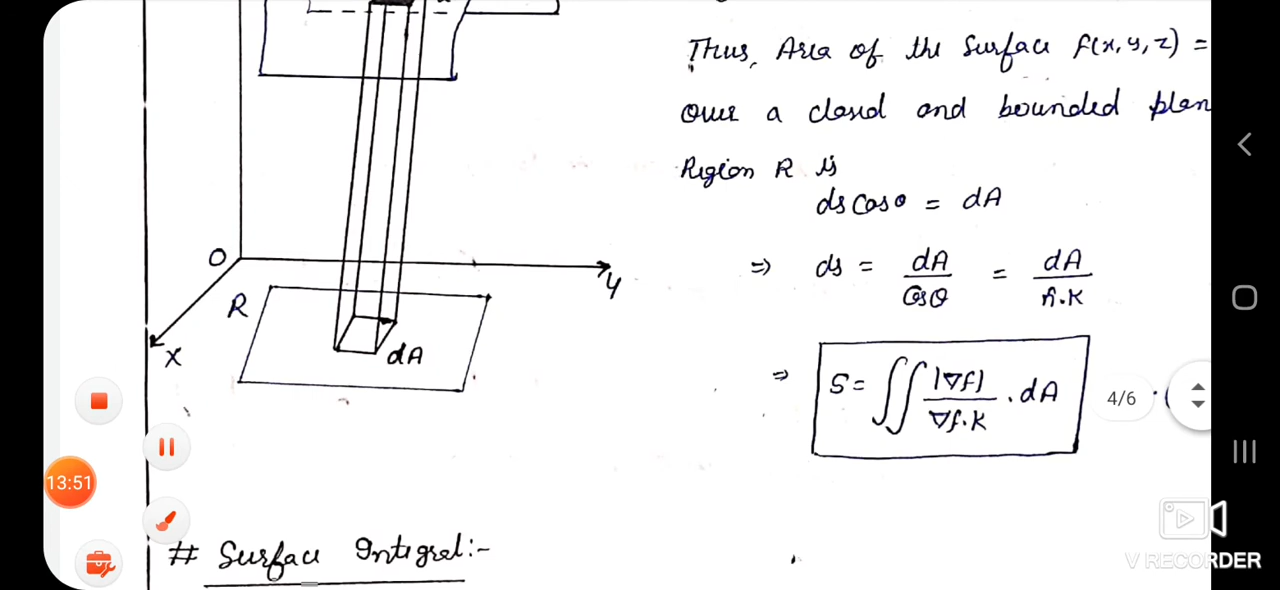 Thus, Area of the Surface f(x, y, z) =
over a closed and bounded plan
Region R is
ds Cosθ = dA
⇒ ds = dA/Cosθ = dA/n̂.K
⇒ S = ∬ |∇f|/∇f.K . dA
O
y
R
x
dA
4/6
13:51
# Surface Integral:-
V RECORDER